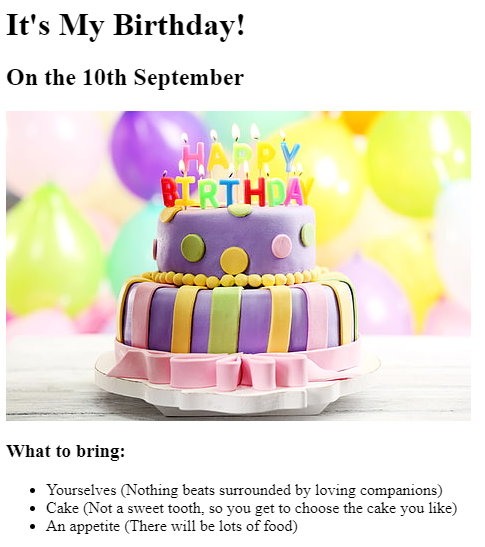 It's My Birthday!
On the 10th September
HAPPY
BIRTHDAY
What to bring:
Yourselves (Nothing beats surrounded by loving companions)
Cake (Not a sweet tooth, so you get to choose the cake you like)
An appetite (There will be lots of food)